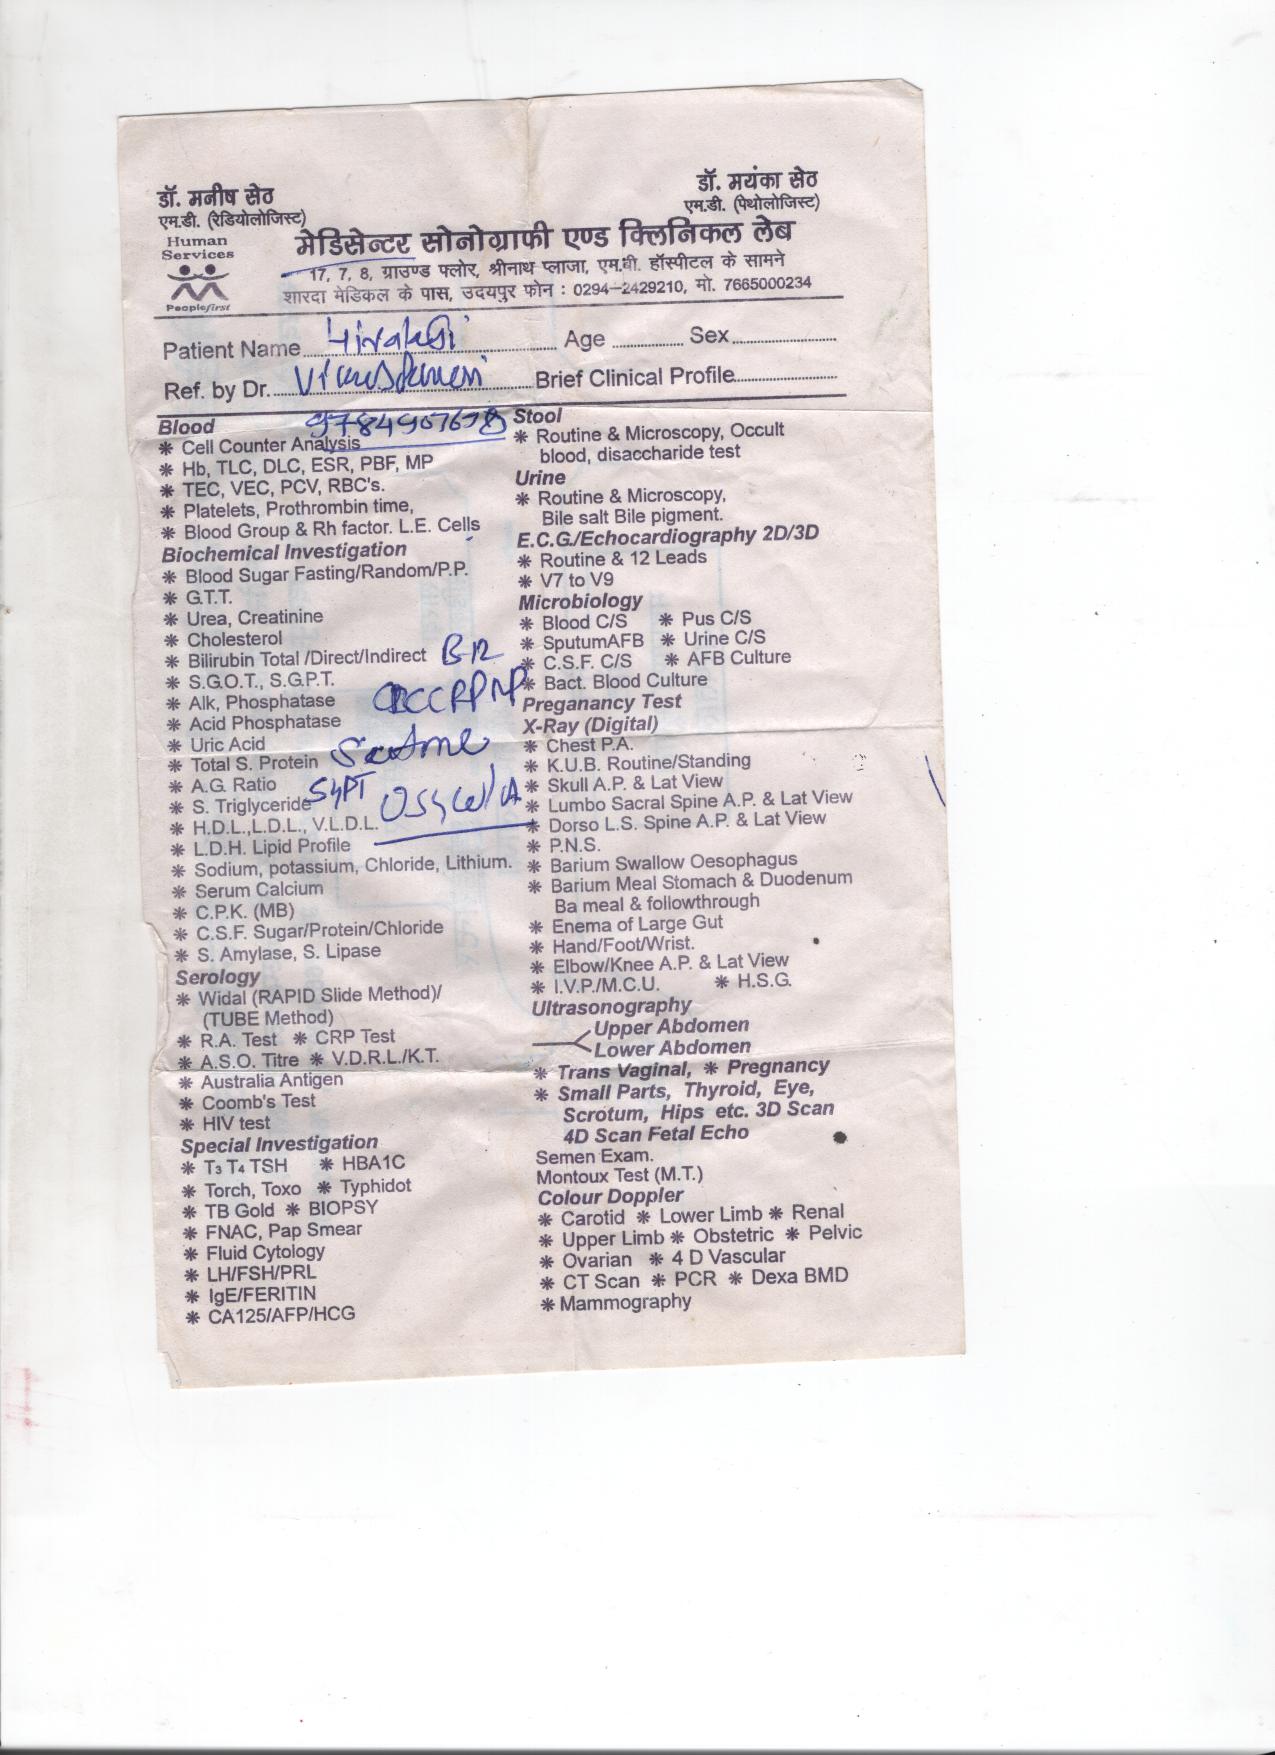 डॉ. मनीष सेठ
एम.डी. (रेडियोलोजिस्ट)
डॉ. मयंका सेठ
एम.डी. (पेथोलोजिस्ट)
Human
Services
Peoplefirst
मेडिसेन्टर सोनोग्राफी एण्ड क्लिनिकल लेब
17, 7, 8, ग्राउण्ड फ्लोर, श्रीनाथ प्लाजा, एम.बी. हॉस्पीटल के सामने
शारदा मेडिकल के पास, उदयपुर फोन : 0294-2429210, मो. 7665000234
Patient Name Age Sex
Ref. by Dr. Brief Clinical Profile
Blood
* Cell Counter Analysis
* Hb, TLC, DLC, ESR, PBF, MP
* TEC, VEC, PCV, RBC's.
* Platelets, Prothrombin time,
* Blood Group & Rh factor. L.E. Cells
Biochemical Investigation
* Blood Sugar Fasting/Random/P.P.
* G.T.T.
* Urea, Creatinine
* Cholesterol
* Bilirubin Total /Direct/Indirect B-12
* S.G.O.T., S.G.P.T.
* Alk, Phosphatase
* Acid Phosphatase
* Uric Acid
* Total S. Protein
* A.G. Ratio
* S. Triglyceride SGPT
* H.D.L.,L.D.L., V.L.D.L.
* L.D.H. Lipid Profile
* Sodium, potassium, Chloride, Lithium.
* Serum Calcium
* C.P.K. (MB)
* C.S.F. Sugar/Protein/Chloride
* S. Amylase, S. Lipase
Serology
* Widal (RAPID Slide Method)/
(TUBE Method)
* R.A. Test * CRP Test
* A.S.O. Titre * V.D.R.L./K.T.
* Australia Antigen
* Coomb's Test
* HIV test
Special Investigation
* T3 T4 TSH * HBA1C
* Torch, Toxo * Typhidot
* TB Gold * BIOPSY
* FNAC, Pap Smear
* Fluid Cytology
* LH/FSH/PRL
* IgE/FERITIN
* CA125/AFP/HCG
Stool
* Routine & Microscopy, Occult
blood, disaccharide test
Urine
* Routine & Microscopy,
Bile salt Bile pigment.
E.C.G./Echocardiography 2D/3D
* Routine & 12 Leads
* V7 to V9
Microbiology
* Blood C/S * Pus C/S
* SputumAFB * Urine C/S
* C.S.F. C/S * AFB Culture
* Bact. Blood Culture
Preganancy Test
X-Ray (Digital)
* Chest P.A.
* K.U.B. Routine/Standing
* Skull A.P. & Lat View
* Lumbo Sacral Spine A.P. & Lat View
* Dorso L.S. Spine A.P. & Lat View
* P.N.S.
* Barium Swallow Oesophagus
* Barium Meal Stomach & Duodenum
Ba meal & followthrough
* Enema of Large Gut
* Hand/Foot/Wrist.
* Elbow/Knee A.P. & Lat View
* I.V.P./M.C.U. * H.S.G.
Ultrasonography
Upper Abdomen
Lower Abdomen
* Trans Vaginal, * Pregnancy
* Small Parts, Thyroid, Eye,
Scrotum, Hips etc. 3D Scan
4D Scan Fetal Echo
Semen Exam.
Montoux Test (M.T.)
Colour Doppler
* Carotid * Lower Limb * Renal
* Upper Limb * Obstetric * Pelvic
* Ovarian * 4 D Vascular
* CT Scan * PCR * Dexa BMD
* Mammography